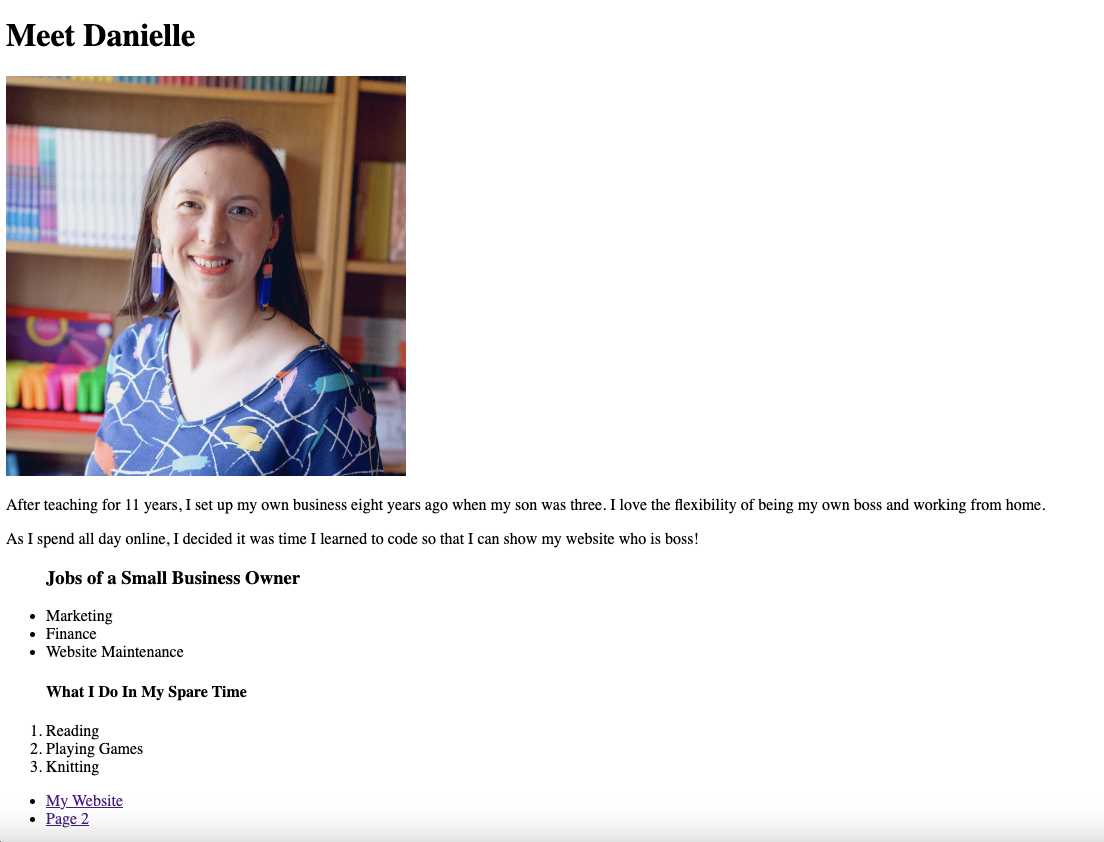 Meet Danielle
After teaching for 11 years, I set up my own business eight years ago when my son was three. I love the flexibility of being my own boss and working from home.
As I spend all day online, I decided it was time I learned to code so that I can show my website who is boss!
Jobs of a Small Business Owner
• Marketing
• Finance
• Website Maintenance
What I Do In My Spare Time
1. Reading
2. Playing Games
3. Knitting
• My Website
• Page 2